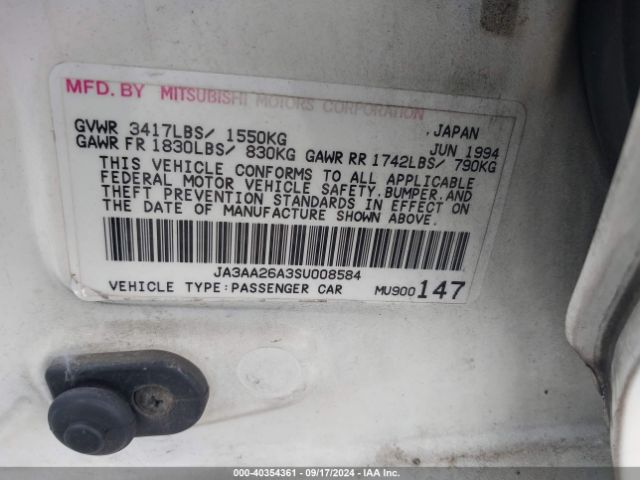 MFD. BY MITSUBISHI MOTORS CORPORATION
GVWR 3417LBS/ 1550KG , JAPAN
JUN 1994
GAWR FR 1830LBS/ 830KG GAWR RR 1742LBS/ 790KG
THIS VEHICLE CONFORMS TO ALL APPLICABLE
FEDERAL MOTOR VEHICLE SAFETY, BUMPER, AND
THEFT PREVENTION STANDARDS IN EFFECT ON
THE DATE OF MANUFACTURE SHOWN ABOVE.
JA3AA26A3SU008584
VEHICLE TYPE: PASSENGER CAR MU900147
000-40354361 - 09/17/2024 - IAA Inc.